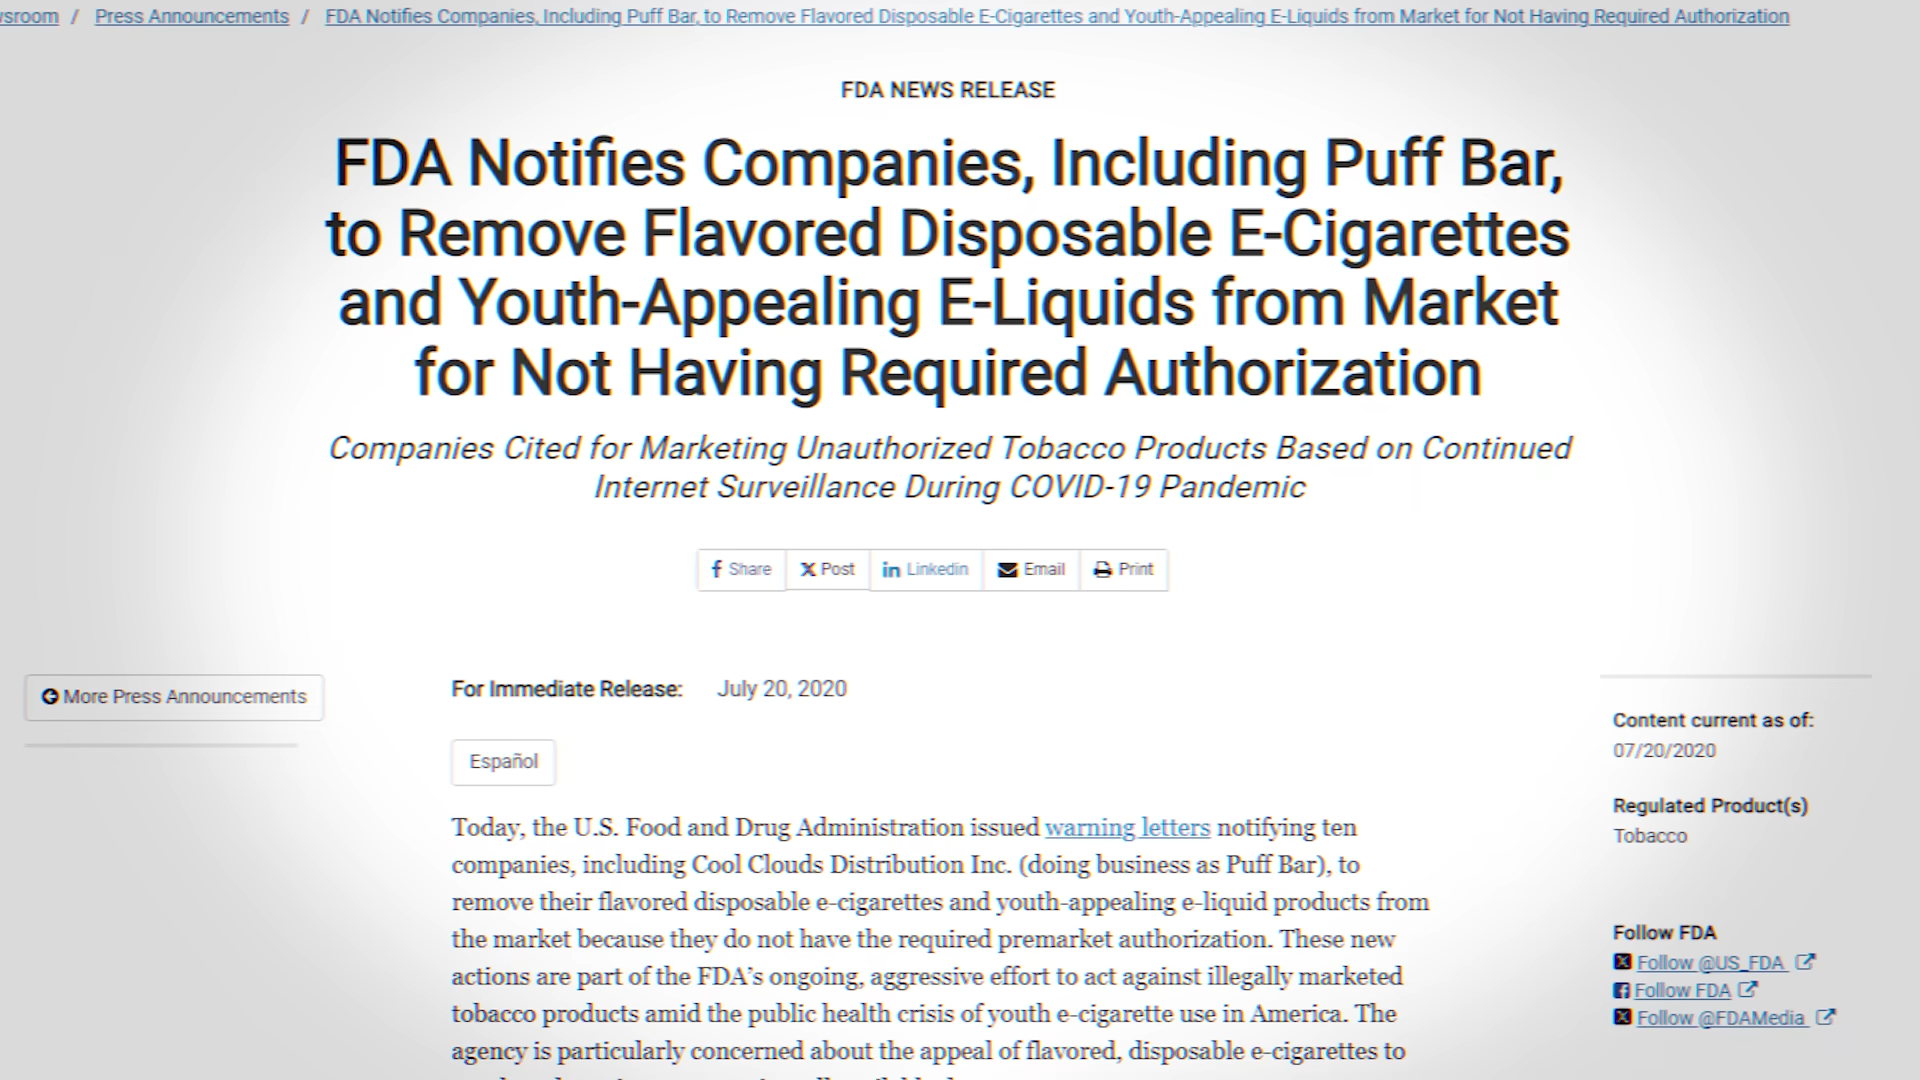 sroom / Press Announcements / FDA Notifies Companies, Including Puff Bar, to Remove Flavored Disposable E-Cigarettes and Youth-Appealing E-Liquids from Market for Not Having Required Authorization
FDA NEWS RELEASE
FDA Notifies Companies, Including Puff Bar,
to Remove Flavored Disposable E-Cigarettes
and Youth-Appealing E-Liquids from Market
for Not Having Required Authorization
Companies Cited for Marketing Unauthorized Tobacco Products Based on Continued
Internet Surveillance During COVID-19 Pandemic
Share Post Linkedin Email Print
More Press Announcements
For Immediate Release: July 20, 2020
Español
Today, the U.S. Food and Drug Administration issued warning letters notifying ten
companies, including Cool Clouds Distribution Inc. (doing business as Puff Bar), to
remove their flavored disposable e-cigarettes and youth-appealing e-liquid products from
the market because they do not have the required premarket authorization. These new
actions are part of the FDA’s ongoing, aggressive effort to act against illegally marketed
tobacco products amid the public health crisis of youth e-cigarette use in America. The
agency is particularly concerned about the appeal of flavored, disposable e-cigarettes to
Content current as of:
07/20/2020
Regulated Product(s)
Tobacco
Follow FDA
Follow @US_FDA
Follow FDA
Follow @FDAMedia